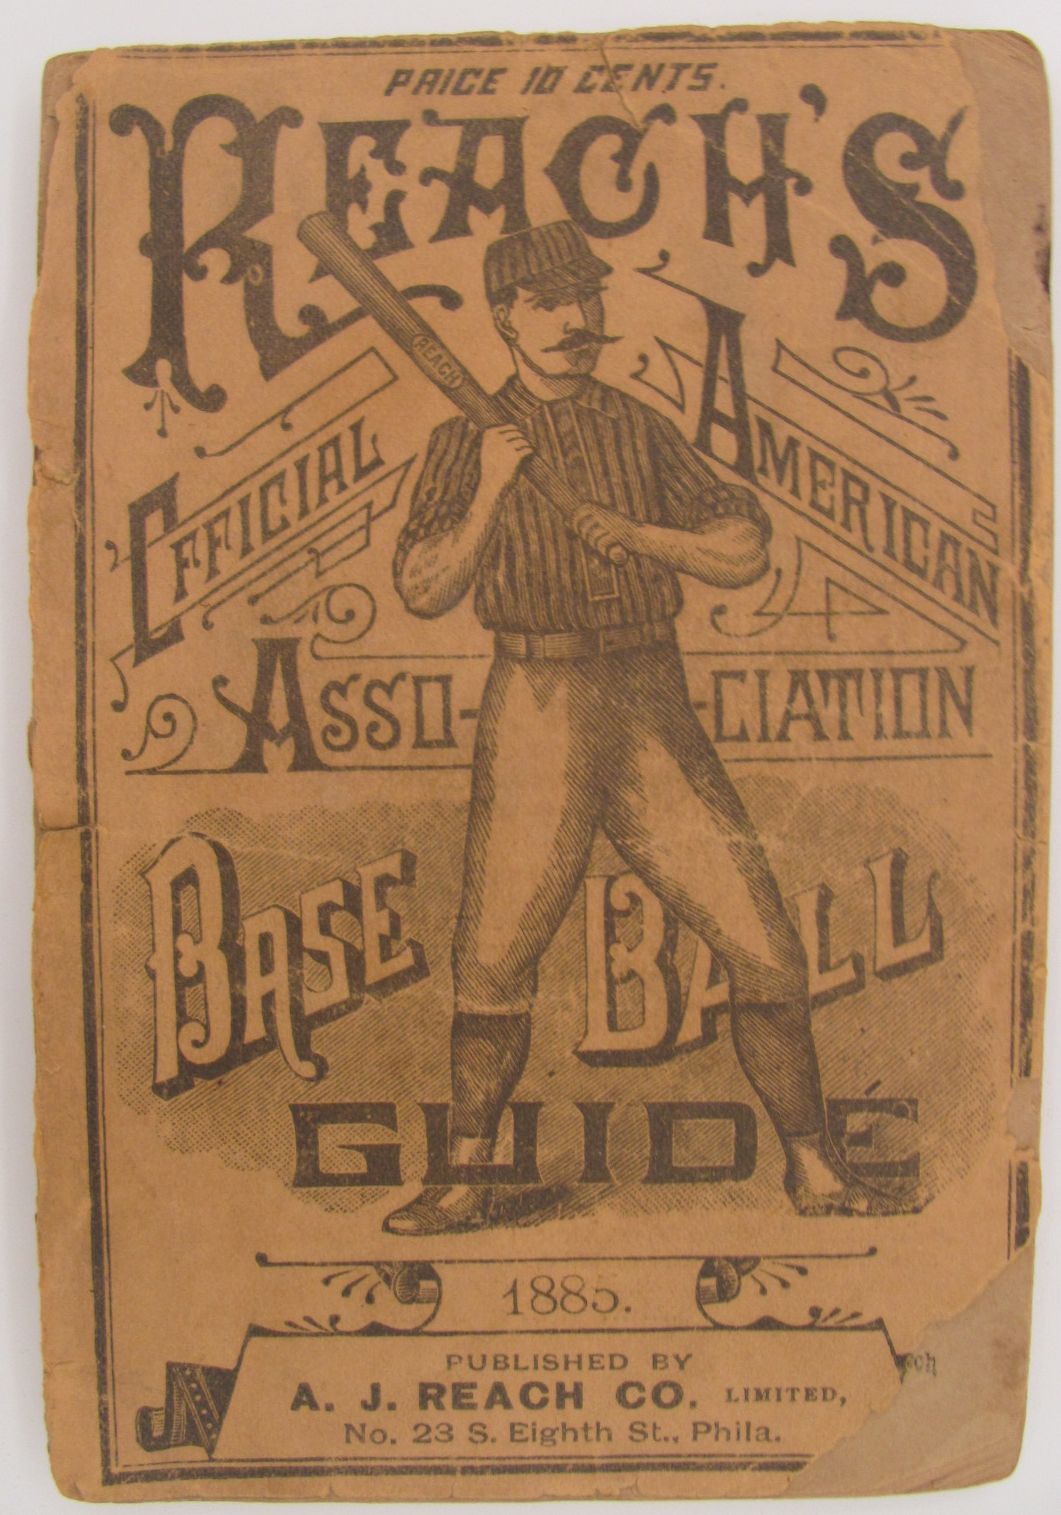 PRICE 10 CENTS.
REACH'S
REACH
OFFICIAL
AMERICAN
ASSO-
-CIATION
BASE BALL
GUIDE
1885.
PUBLISHED BY
A. J. REACH CO. LIMITED,
No. 23 S. Eighth St., Phila.